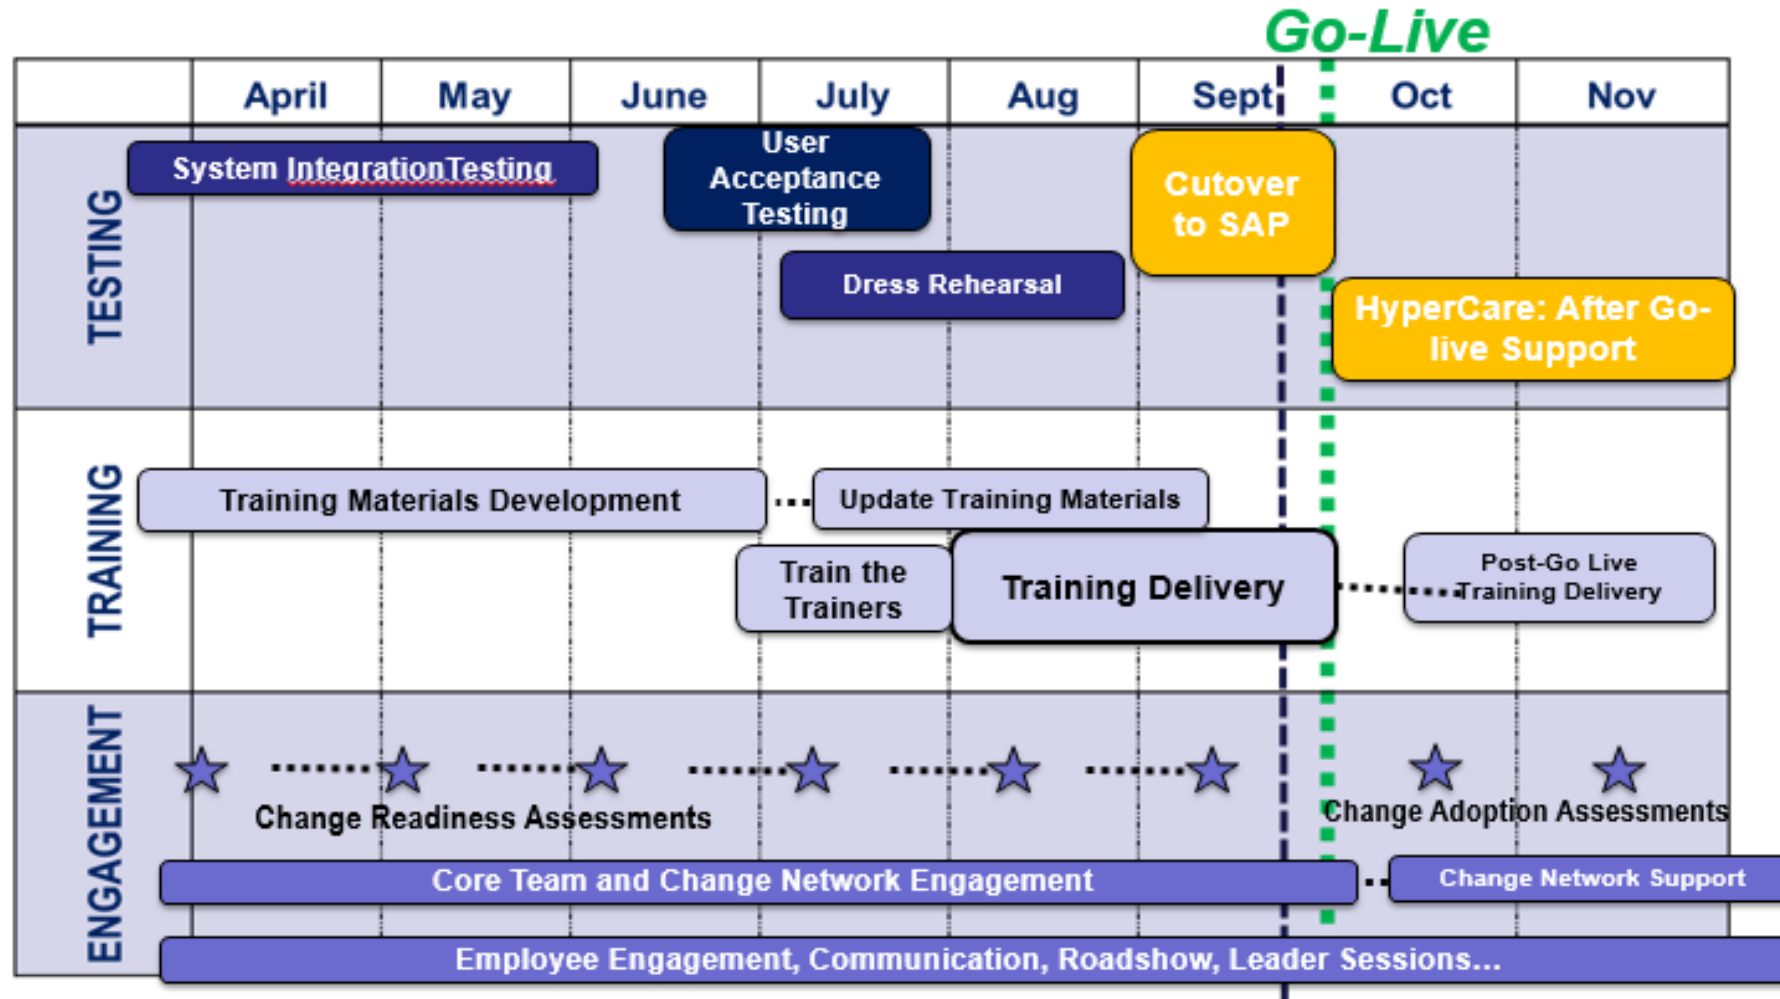 Go-Live
April May June July Aug Sept Oct Nov
TESTING
System IntegrationTesting
User
Acceptance
Testing
Cutover
to SAP
Dress Rehearsal
HyperCare: After Go-
live Support
TRAINING
Training Materials Development
Update Training Materials
Train the
Trainers
Training Delivery
Post-Go Live
Training Delivery
ENGAGEMENT
Change Readiness Assessments
Change Adoption Assessments
Core Team and Change Network Engagement
Change Network Support
Employee Engagement, Communication, Roadshow, Leader Sessions...